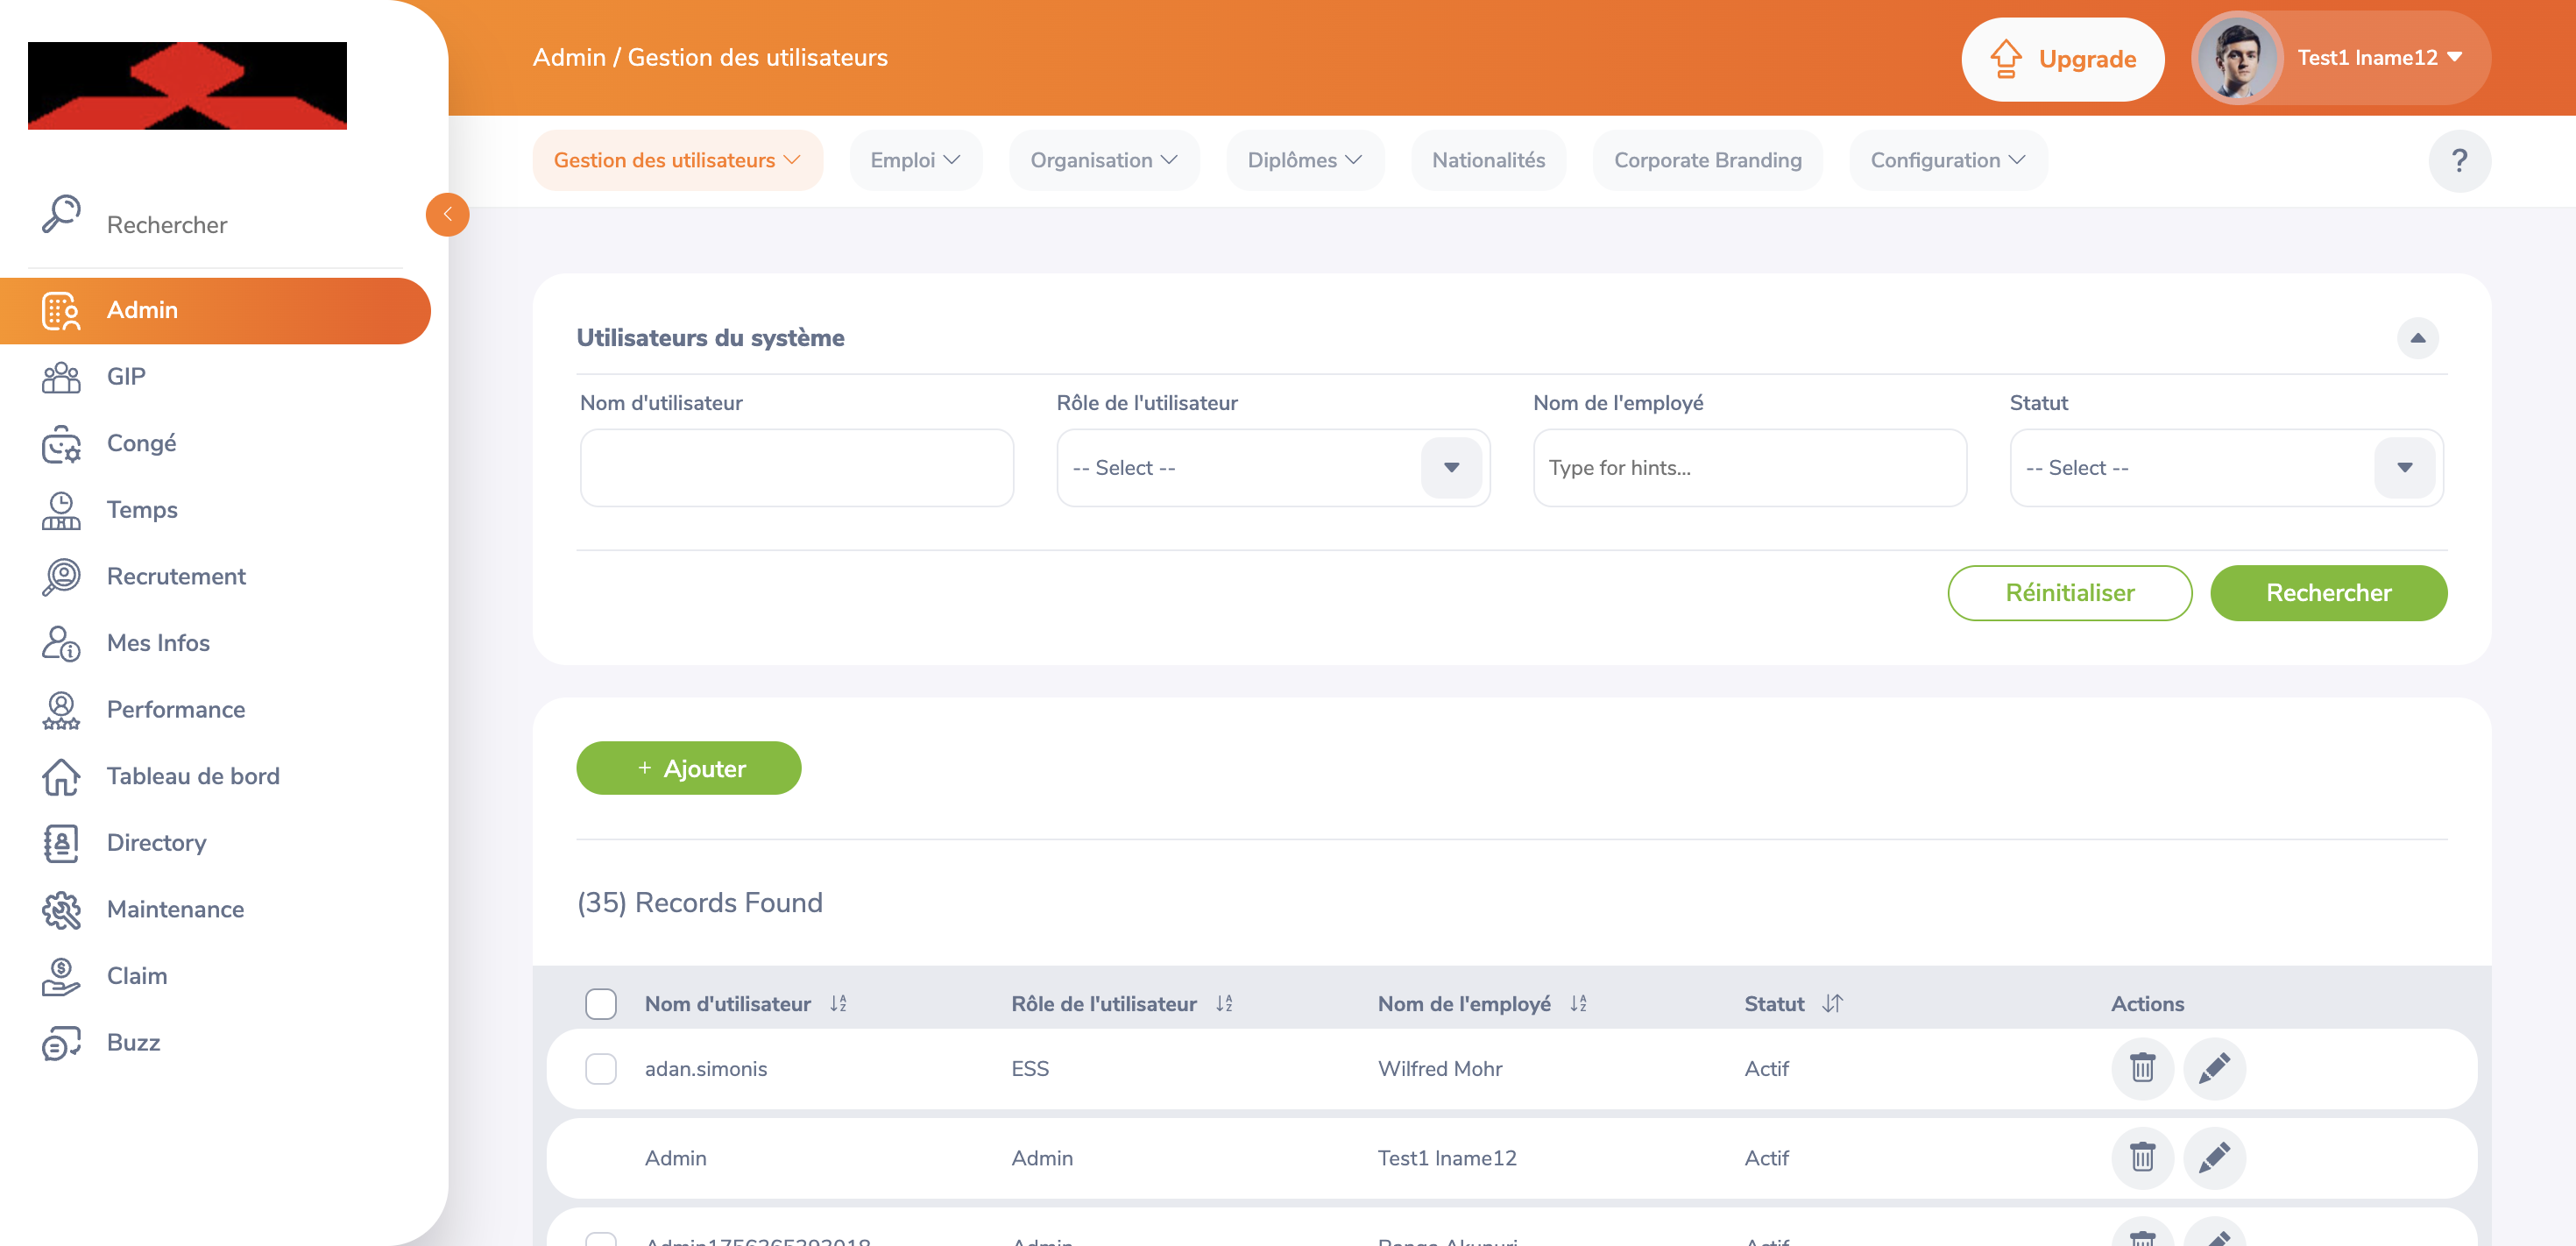 Admin / Gestion des utilisateurs
Upgrade
Test1 lname12
Gestion des utilisateurs
Emploi
Organisation
Diplômes
Nationalités
Corporate Branding
Configuration
?
Rechercher
Admin
GIP
Congé
Temps
Recrutement
Mes Infos
Performance
Tableau de bord
Directory
Maintenance
Claim
Buzz
Utilisateurs du système
Nom d'utilisateur
Rôle de l'utilisateur
Nom de l'employé
Statut
-- Select --
Type for hints...
-- Select --
Réinitialiser
Rechercher
+ Ajouter
(35) Records Found
Nom d'utilisateur Rôle de l'utilisateur Nom de l'employé Statut Actions
adan.simonis ESS Wilfred Mohr Actif
Admin Admin Test1 lname12 Actif
Admin Actif